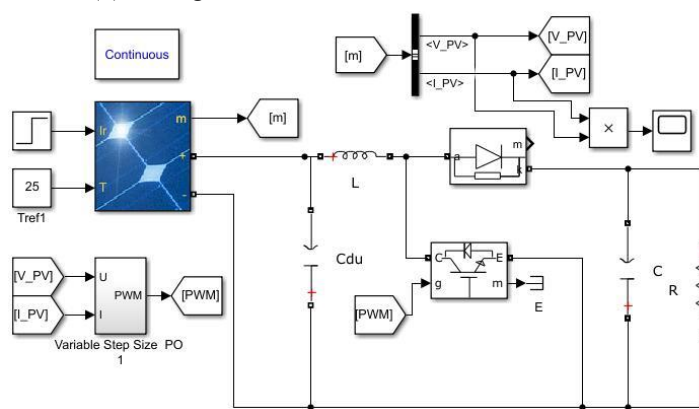 Continuous
[m]
<V_PV>
<I_PV>
[V_PV]
[I_PV]
×
Ir
T
m
+
-
[m]
25
Tref1
L
a
m
k
Cdu
C
E
g
m
E
[PWM]
C
R
[V_PV]
[I_PV]
U
I
PWM
[PWM]
Variable Step Size PO
1